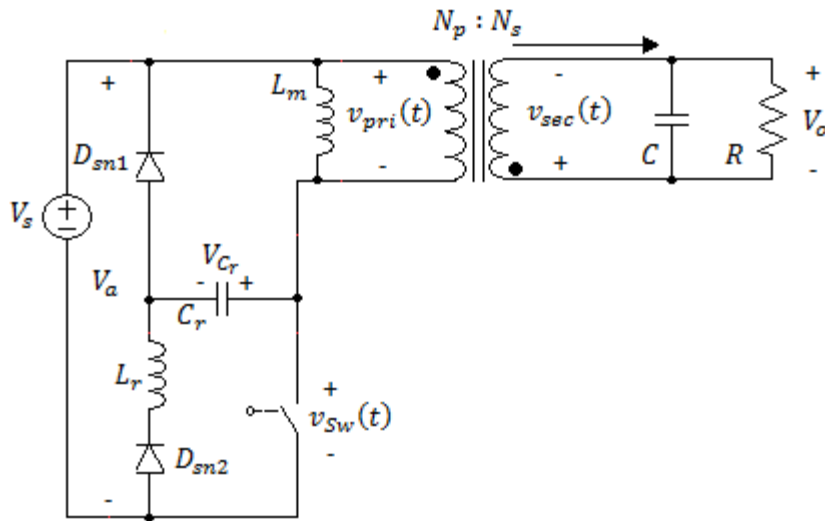 N_p : N_s
+ + -
L_m
v_pri(t) v_sec(t)
D_sn1
- + C R
+ V_o -
V_s
V_a
V_Cr
- +
C_r
L_r
+
v_Sw(t)
-
D_sn2
-